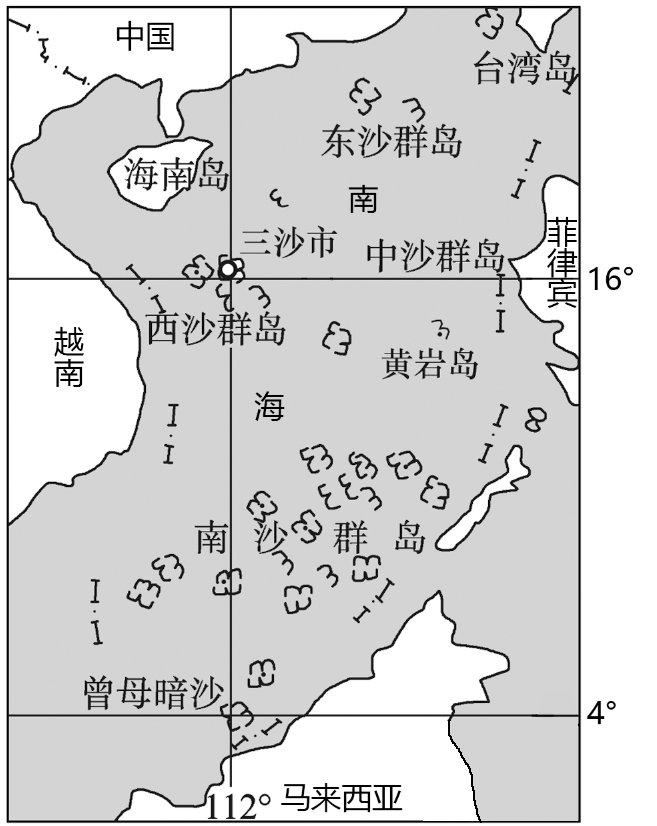 中国
台湾岛
东沙群岛
海南岛
南
三沙市
中沙群岛
菲律宾
16°
西沙群岛
越南
黄岩岛
海
南沙群岛
曾母暗沙
4°
112°
马来西亚